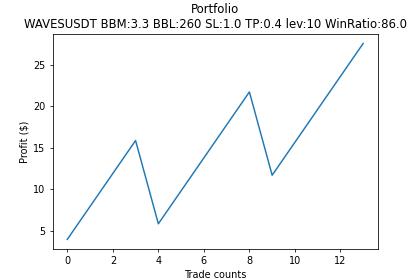 Portfolio
WAVESUSDT BBM:3.3 BBL:260 SL:1.0 TP:0.4 lev:10 WinRatio:86.0
25
20
15
10
5
Profit ($)
0 2 4 6 8 10 12
Trade counts